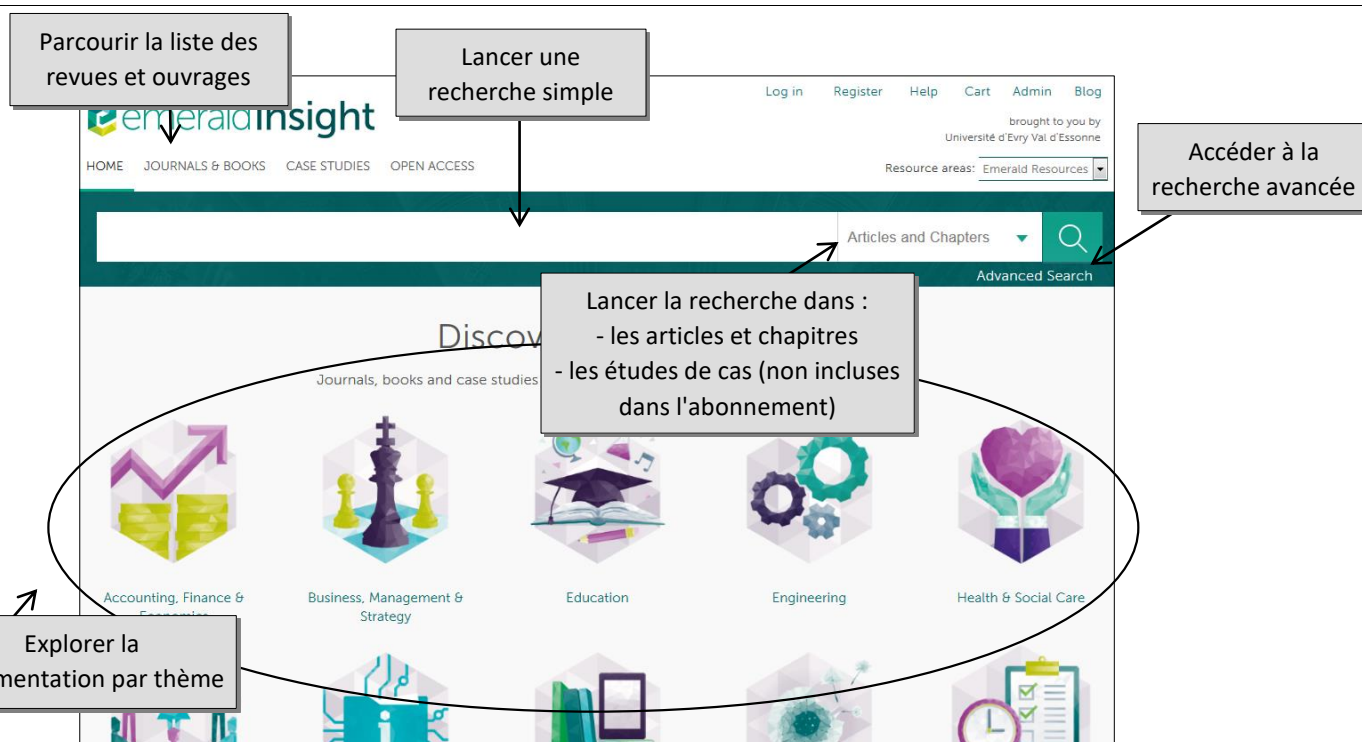 Parcourir la liste des
revues et ouvrages
Lancer une
recherche simple
emeraldinsight
Log in Register Help Cart Admin Blog
brought to you by
Université d'Evry Val d'Essonne
HOME JOURNALS & BOOKS CASE STUDIES OPEN ACCESS
Resource areas: Emerald Resources
Accéder à la
recherche avancée
Articles and Chapters
Advanced Search
Lancer la recherche dans :
- les articles et chapitres
- les études de cas (non incluses
dans l'abonnement)
Discov
Journals, books and case studies
Accounting, Finance &
Economics
Business, Management &
Strategy
Education
Engineering
Health & Social Care
Explorer la
mentation par thème